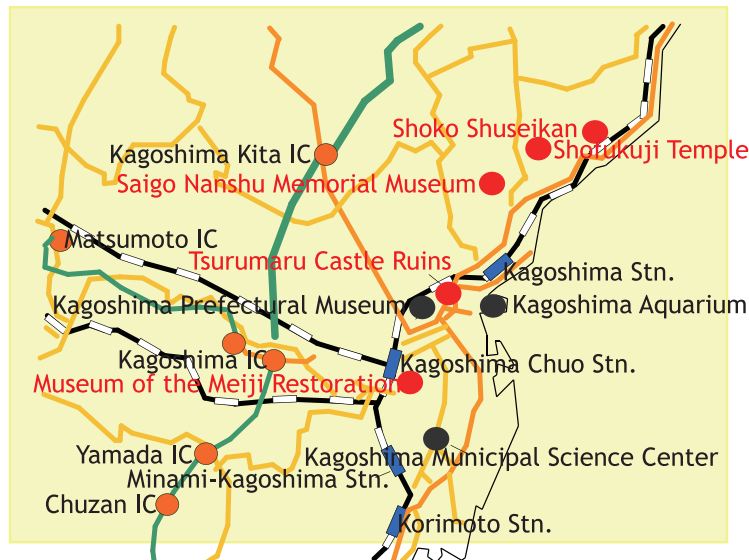 Shoko Shuseikan
Shofukuji Temple
Kagoshima Kita IC
Saigo Nanshu Memorial Museum
Matsumoto IC
Tsurumaru Castle Ruins
Kagoshima Stn.
Kagoshima Prefectural Museum
Kagoshima Aquarium
Kagoshima IC
Kagoshima Chuo Stn.
Museum of the Meiji Restoration
Yamada IC
Kagoshima Municipal Science Center
Minami-Kagoshima Stn.
Chuzan IC
Korimoto Stn.